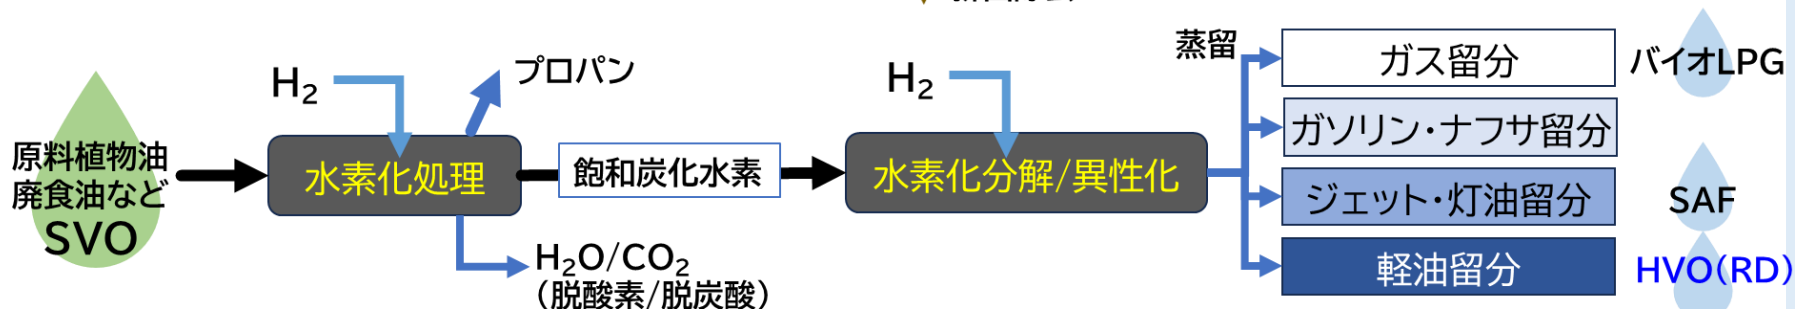 原料植物油
廃食油など
SVO
H₂
プロパン
水素化処理
H₂O/CO₂
(脱酸素/脱炭酸)
飽和炭化水素
H₂
水素化分解/異性化
蒸留
ガス留分
バイオLPG
ガソリン・ナフサ留分
ジェット・灯油留分
SAF
軽油留分
HVO(RD)